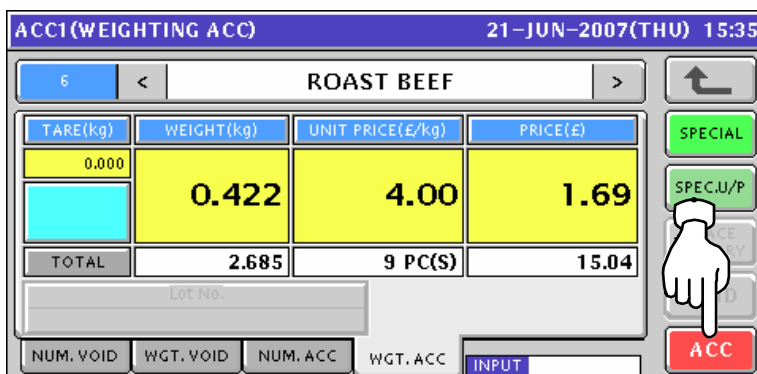 ACC1(WEIGHTING ACC) 21-JUN-2007(THU) 15:35
6 < ROAST BEEF >
TARE(kg) WEIGHT(kg) UNIT PRICE(£/kg) PRICE(£) SPECIAL
0.000
0.422 4.00 1.69 SPEC.U/P
TOTAL 2.685 9 PC(S) 15.04
Lot No.
ACC
NUM. VOID WGT. VOID NUM. ACC WGT. ACC INPUT